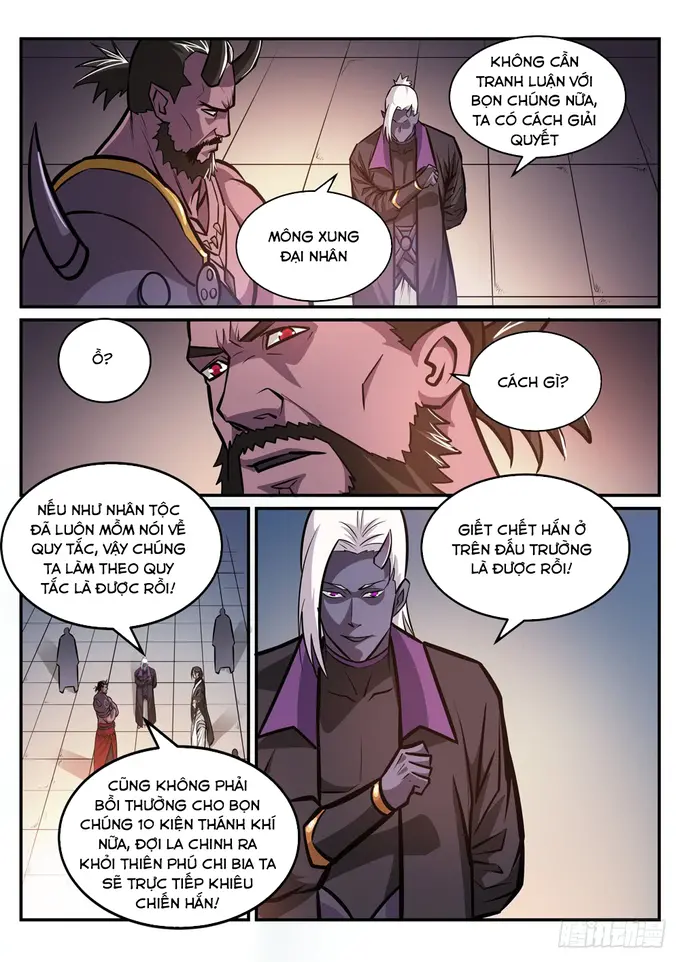 KHÔNG CẦN
TRANH LUẬN VỚI
BỌN CHÚNG NỮA,
TA CÓ CÁCH GIẢI
QUYẾT
MÔNG XUNG
ĐẠI NHÂN
Ồ?
CÁCH GÌ?
NẾU NHƯ NHÂN TỘC
ĐÃ LUÔN MỒM NÓI VỀ
QUY TẮC, VẬY CHÚNG
TA LÀM THEO QUY
TẮC LÀ ĐƯỢC RỒI!
GIẾT CHẾT HẮN Ở
TRÊN ĐẤU TRƯỜNG
LÀ ĐƯỢC RỒI!
CŨNG KHÔNG PHẢI
BỒI THƯỜNG CHO BỌN
CHÚNG 10 KIỆN THÁNH KHÍ
NỮA, ĐỢI LA CHINH RA
KHỎI THIÊN PHÚ CHI BIA TA
SẼ TRỰC TIẾP KHIÊU
CHIẾN HẮN!
腾讯动漫